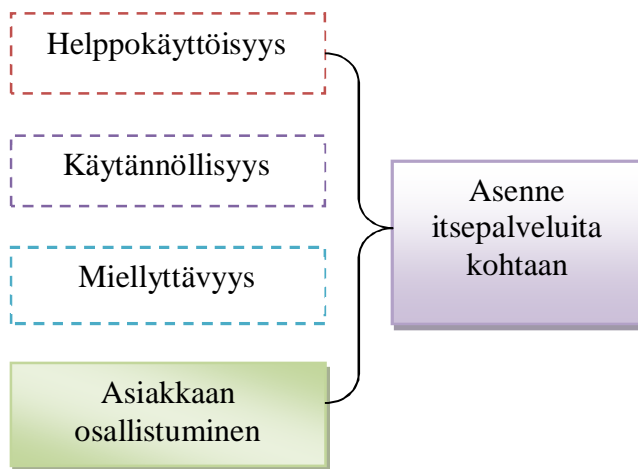 Helppokäyttöisyys
Käytännöllisyys
Miellyttävyys
Asiakkaan
osallistuminen
Asenne
itsepalveluita
kohtaan